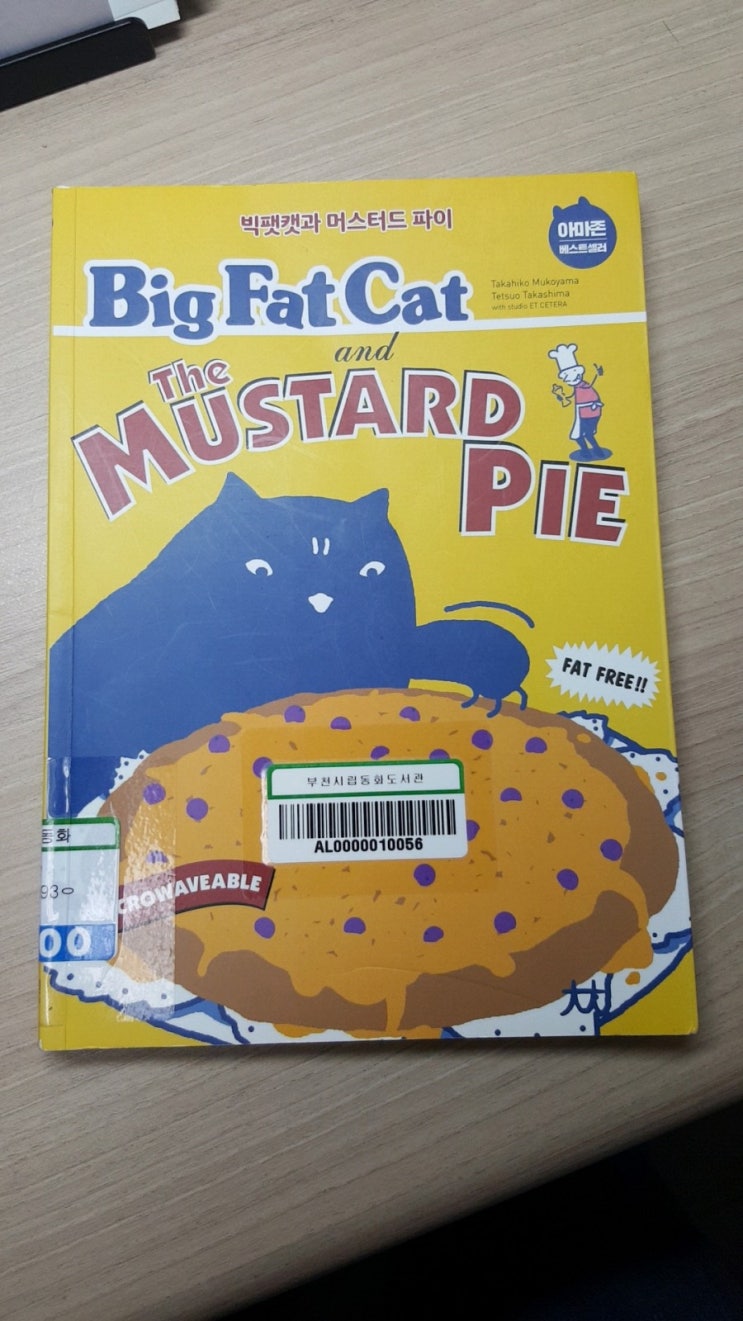 빅팻캣과 머스터드 파이
아마존
베스트셀러
Big Fat Cat
Takahiko Mukoyama
Tetsuo Takashima
with studio ET CETERA
and
The
MUSTARD
PIE
FAT FREE!!
부천시립동화도서관
AL0000010056
동화
930
CROWAVEABLE
00